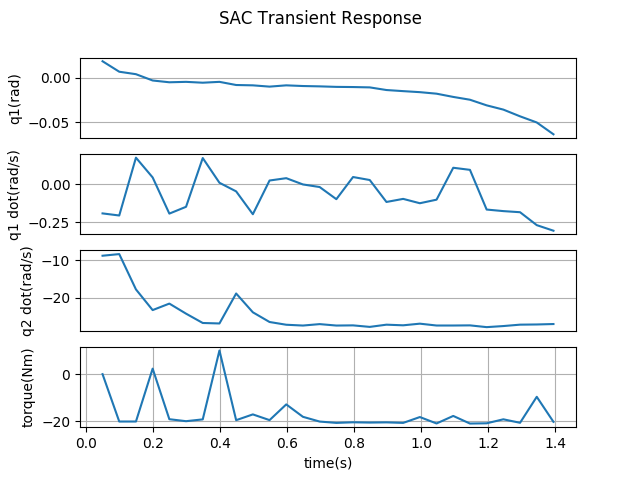 SAC Transient Response
q1(rad)
0.00
−0.05
q1 dot(rad/s)
0.00
−0.25
q2 dot(rad/s)
−10
−20
torque(Nm)
0
−20
0.0 0.2 0.4 0.6 0.8 1.0 1.2 1.4
time(s)